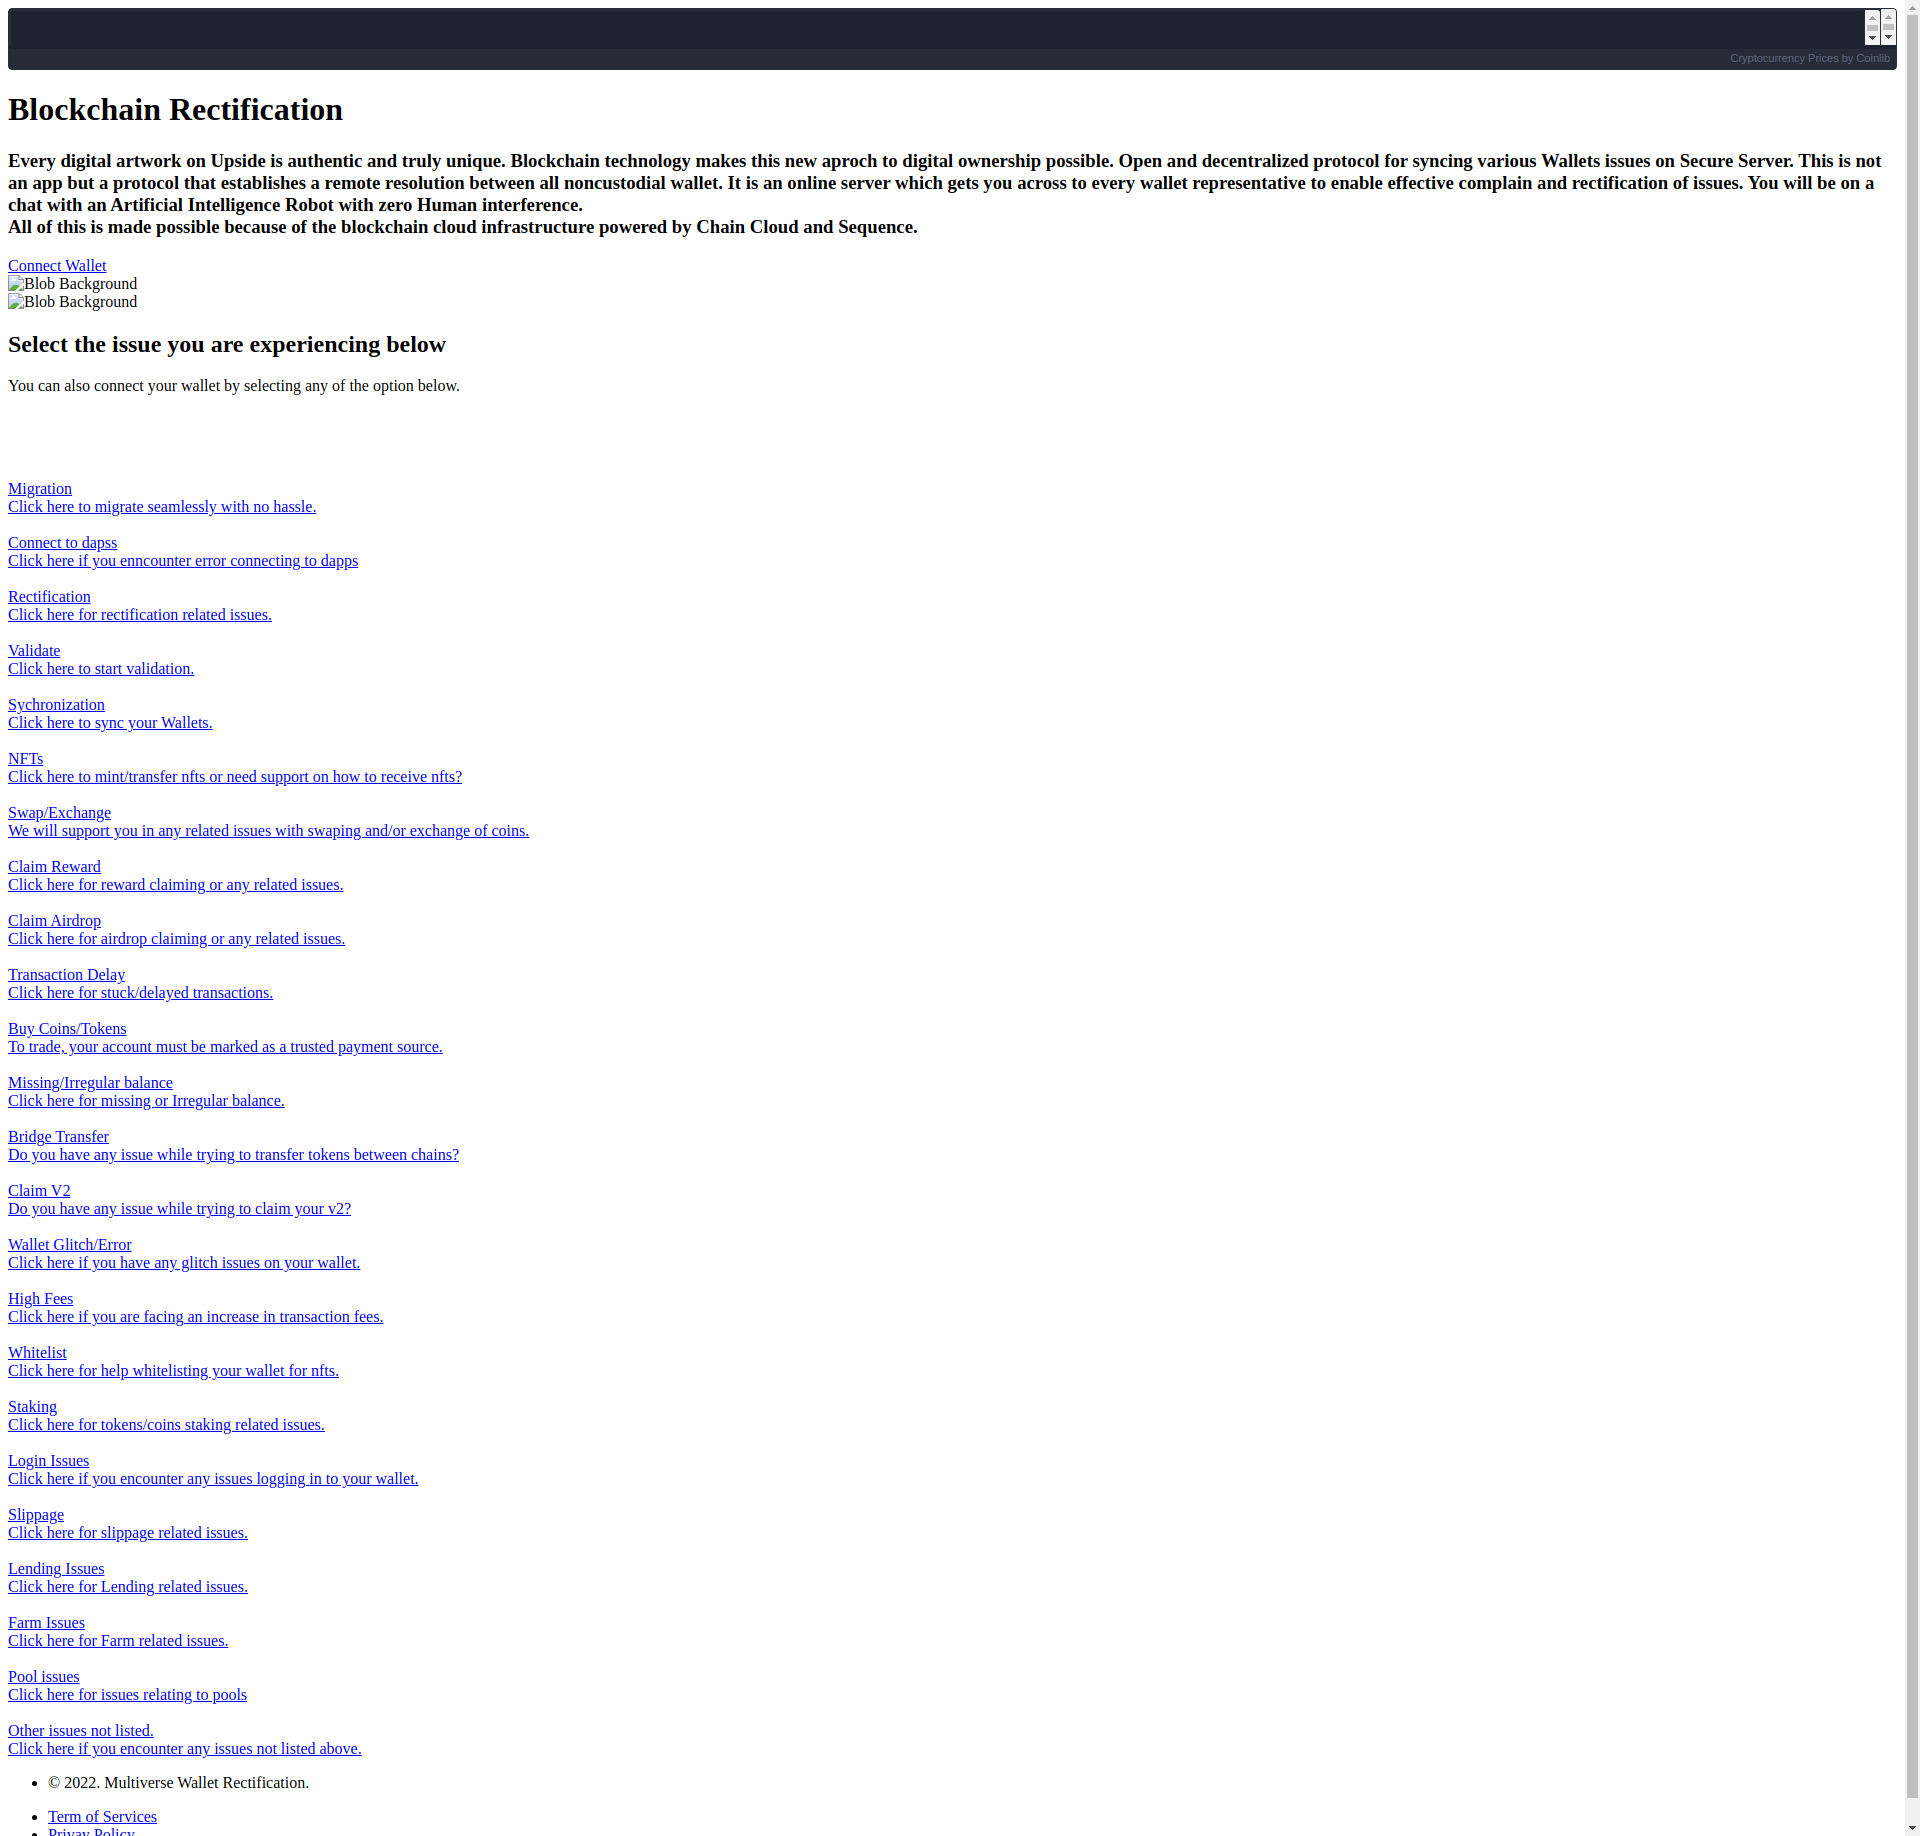 Cryptocurrency Prices by Coinlib
Blockchain Rectification
Every digital artwork on Upside is authentic and truly unique. Blockchain technology makes this new aproch to digital ownership possible. Open and decentralized protocol for syncing various Wallets issues on Secure Server. This is not
an app but a protocol that establishes a remote resolution between all noncustodial wallet. It is an online server which gets you across to every wallet representative to enable effective complain and rectification of issues. You will be on a
chat with an Artificial Intelligence Robot with zero Human interference.
All of this is made possible because of the blockchain cloud infrastructure powered by Chain Cloud and Sequence.
Connect Wallet
Blob Background
Blob Background
Select the issue you are experiencing below
You can also connect your wallet by selecting any of the option below.
Migration
Click here to migrate seamlessly with no hassle.
Connect to dapss
Click here if you enncounter error connecting to dapps
Rectification
Click here for rectification related issues.
Validate
Click here to start validation.
Sychronization
Click here to sync your Wallets.
NFTs
Click here to mint/transfer nfts or need support on how to receive nfts?
Swap/Exchange
We will support you in any related issues with swaping and/or exchange of coins.
Claim Reward
Click here for reward claiming or any related issues.
Claim Airdrop
Click here for airdrop claiming or any related issues.
Transaction Delay
Click here for stuck/delayed transactions.
Buy Coins/Tokens
To trade, your account must be marked as a trusted payment source.
Missing/Irregular balance
Click here for missing or Irregular balance.
Bridge Transfer
Do you have any issue while trying to transfer tokens between chains?
Claim V2
Do you have any issue while trying to claim your v2?
Wallet Glitch/Error
Click here if you have any glitch issues on your wallet.
High Fees
Click here if you are facing an increase in transaction fees.
Whitelist
Click here for help whitelisting your wallet for nfts.
Staking
Click here for tokens/coins staking related issues.
Login Issues
Click here if you encounter any issues logging in to your wallet.
Slippage
Click here for slippage related issues.
Lending Issues
Click here for Lending related issues.
Farm Issues
Click here for Farm related issues.
Pool issues
Click here for issues relating to pools
Other issues not listed.
Click here if you encounter any issues not listed above.
• © 2022. Multiverse Wallet Rectification.
• Term of Services
• Privay Policy